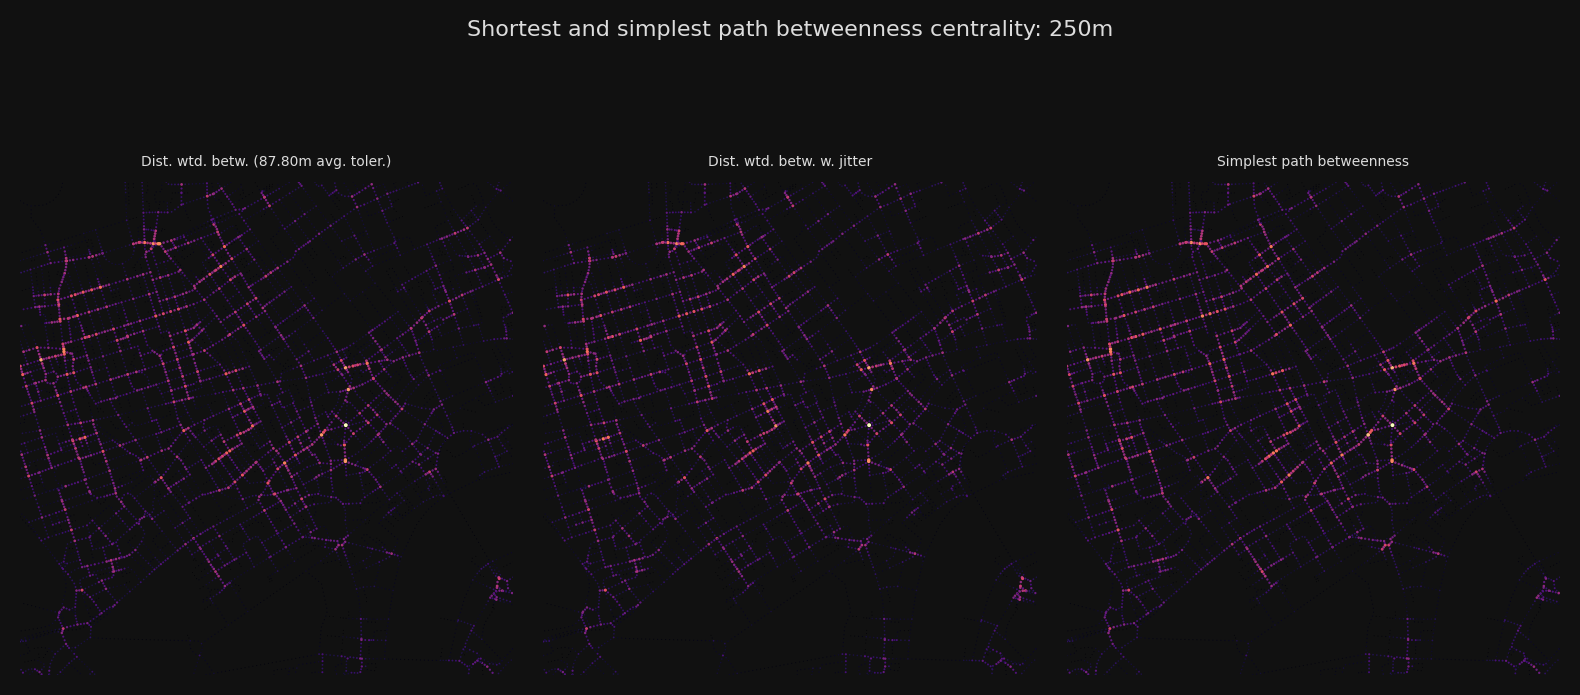 Shortest and simplest path betweenness centrality: 250m
Dist. wtd. betw. (87.80m avg. toler.)
Dist. wtd. betw. w. jitter
Simplest path betweenness